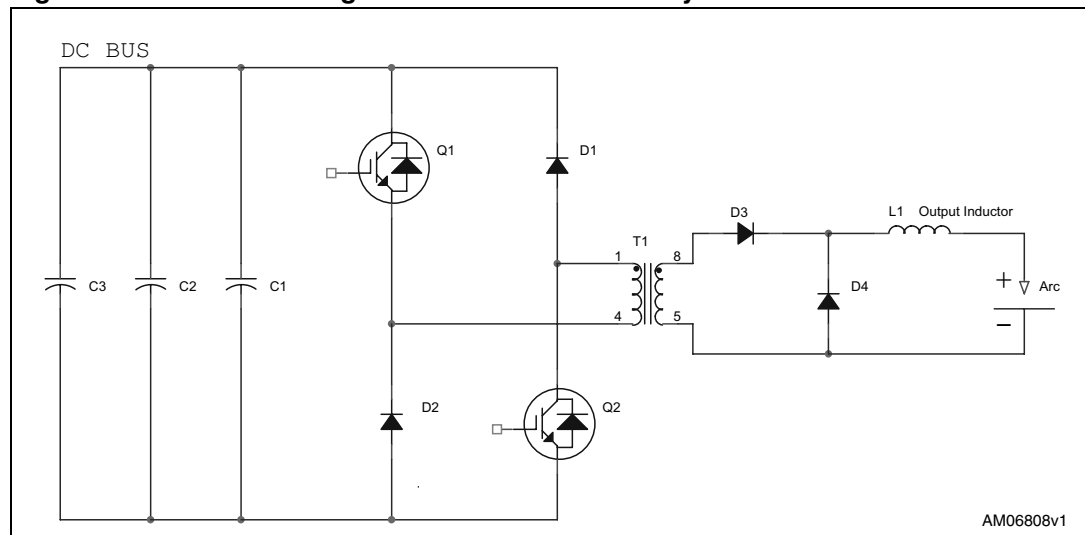 DC BUS
Q1
D1
D3
L1 Output Inductor
T1
1
8
C3
C2
C1
D4
+
Arc
4
5
−
D2
Q2
AM06808v1